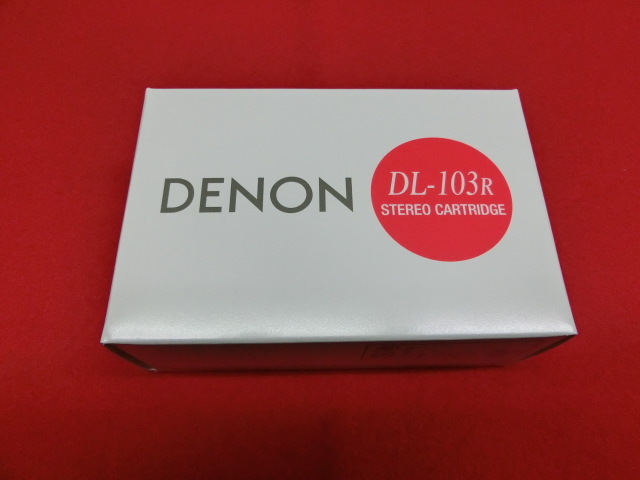 DENON
DL-103R
STEREO CARTRIDGE